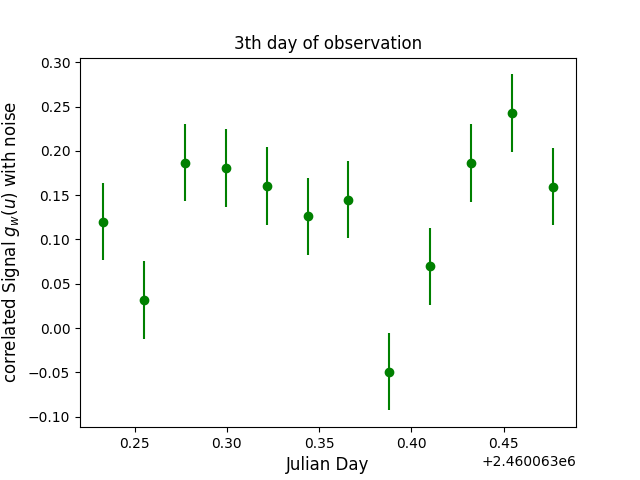 3th day of observation
correlated Signal g_w(u) with noise
0.30
0.25
0.20
0.15
0.10
0.05
0.00
−0.05
−0.10
0.25 0.30 0.35 0.40 0.45
+2.460063e6
Julian Day